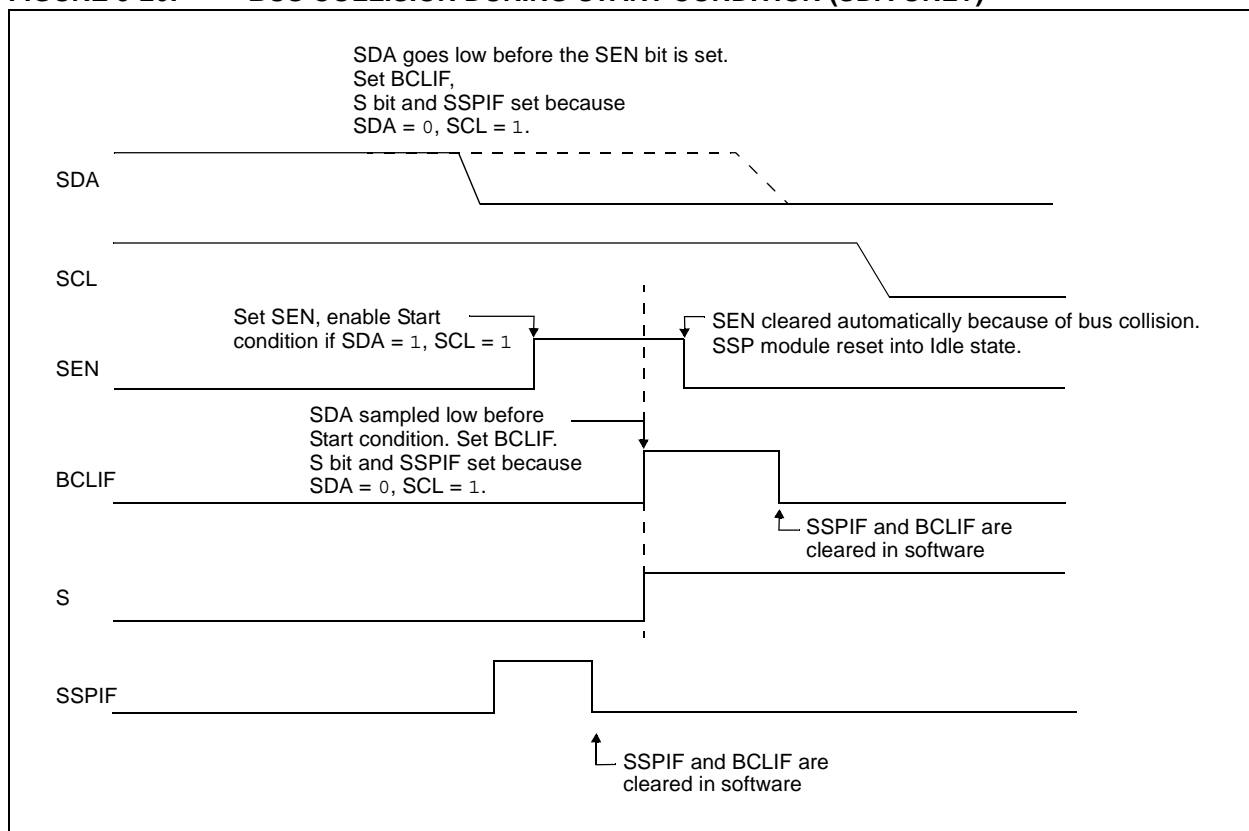 SDA goes low before the SEN bit is set.
Set BCLIF,
S bit and SSPIF set because
SDA = 0, SCL = 1.
SDA
SCL
Set SEN, enable Start
condition if SDA = 1, SCL = 1
SEN cleared automatically because of bus collision.
SSP module reset into Idle state.
SEN
SDA sampled low before
Start condition. Set BCLIF.
S bit and SSPIF set because
SDA = 0, SCL = 1.
BCLIF
SSPIF and BCLIF are
cleared in software
S
SSPIF
SSPIF and BCLIF are
cleared in software